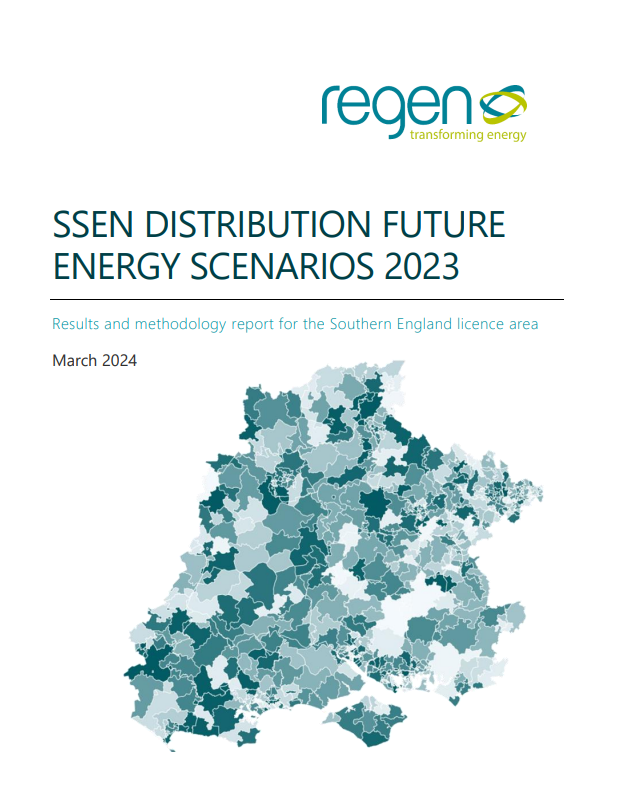 regen
transforming energy
SSEN DISTRIBUTION FUTURE
ENERGY SCENARIOS 2023
Results and methodology report for the Southern England licence area
March 2024